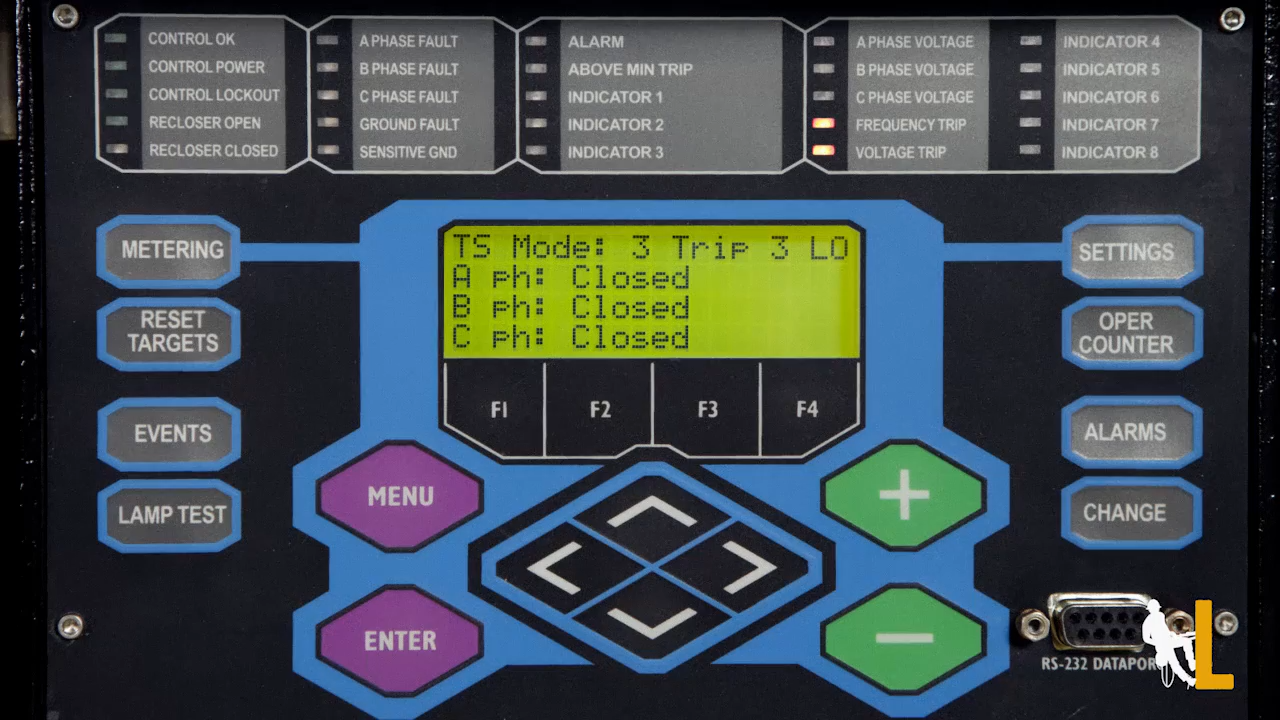 CONTROL OK
CONTROL POWER
CONTROL LOCKOUT
RECLOSER OPEN
RECLOSER CLOSED
A PHASE FAULT
B PHASE FAULT
C PHASE FAULT
GROUND FAULT
SENSITIVE GND
ALARM
ABOVE MIN TRIP
INDICATOR 1
INDICATOR 2
INDICATOR 3
A PHASE VOLTAGE
B PHASE VOLTAGE
C PHASE VOLTAGE
FREQUENCY TRIP
VOLTAGE TRIP
INDICATOR 4
INDICATOR 5
INDICATOR 6
INDICATOR 7
INDICATOR 8
METERING
RESET
TARGETS
EVENTS
LAMP TEST
TS Mode: 3 Trip 3 LO
A ph: Closed
B ph: Closed
C ph: Closed
F1 F2 F3 F4
MENU
ENTER
SETTINGS
OPER
COUNTER
ALARMS
CHANGE
RS-232 DATAPOR
L